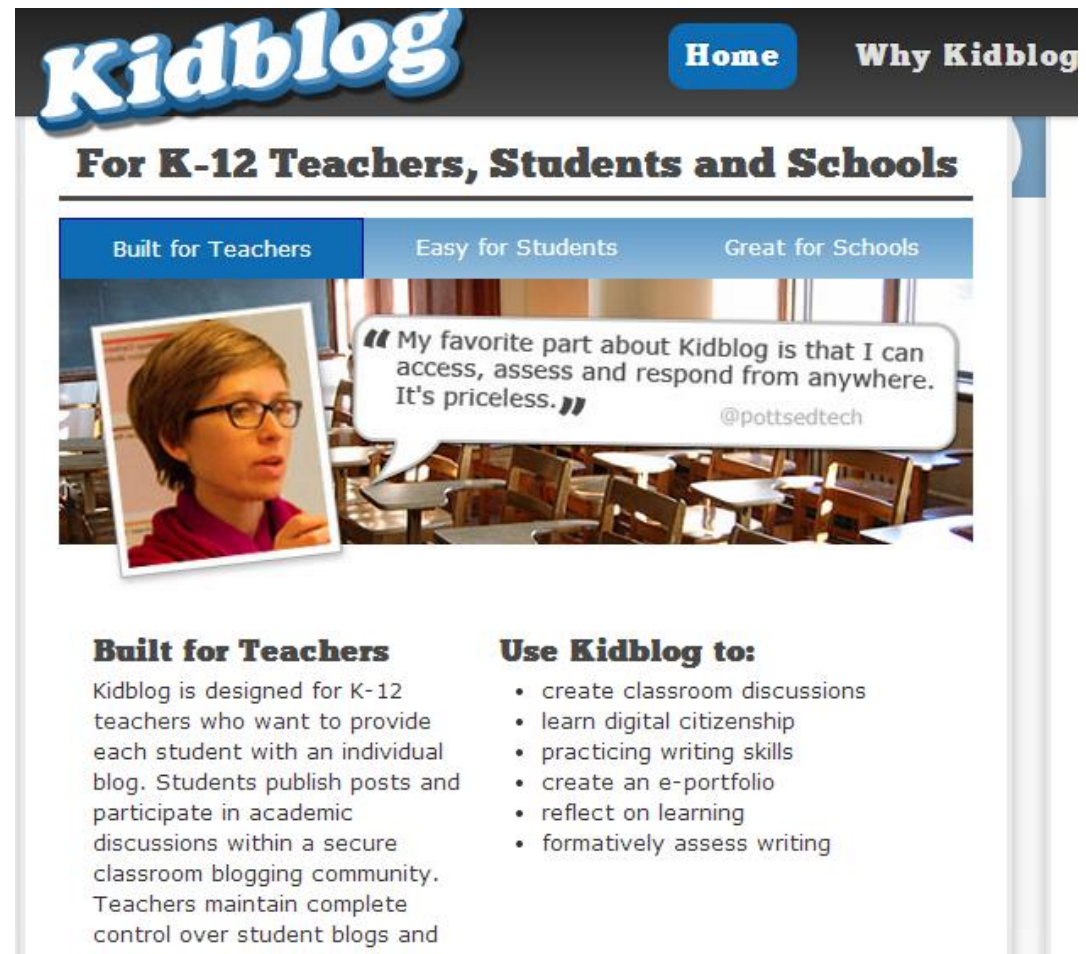 Kidblog
Home
Why Kidblog
For K-12 Teachers, Students and Schools
Built for Teachers
Easy for Students
Great for Schools
“ My favorite part about Kidblog is that I can
access, assess and respond from anywhere.
It's priceless. ”
@pottsedtech
Built for Teachers
Kidblog is designed for K-12
teachers who want to provide
each student with an individual
blog. Students publish posts and
participate in academic
discussions within a secure
classroom blogging community.
Teachers maintain complete
control over student blogs and
Use Kidblog to:
• create classroom discussions
• learn digital citizenship
• practicing writing skills
• create an e-portfolio
• reflect on learning
• formatively assess writing